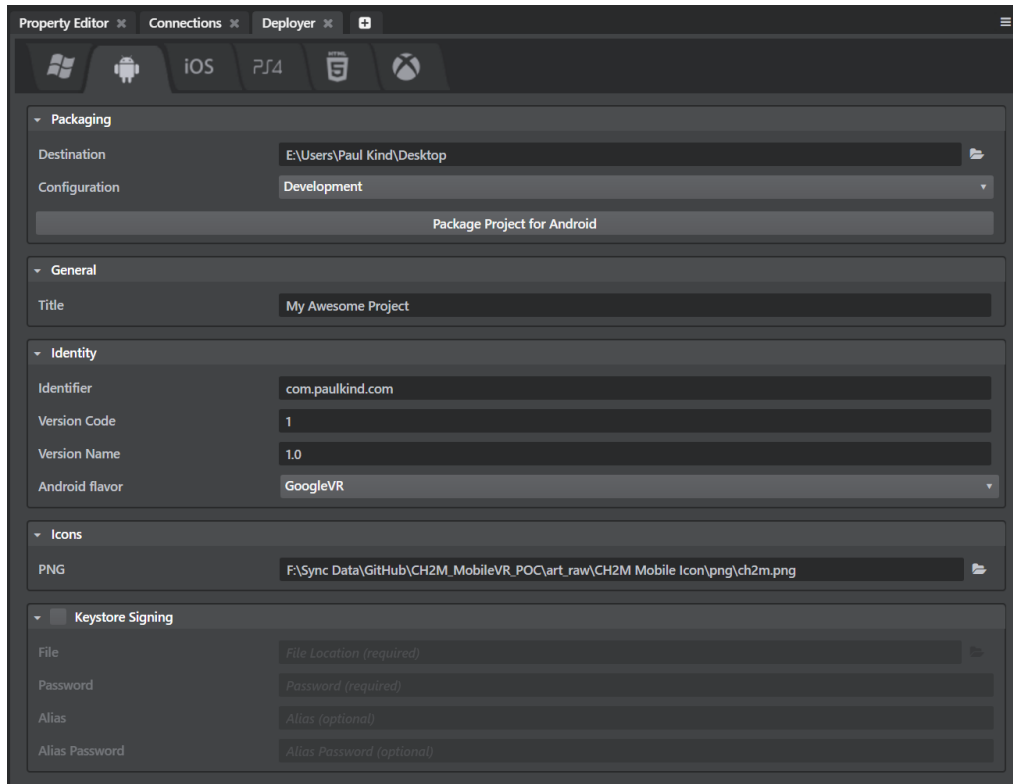 Property Editor Connections Deployer
iOS PS4 HTML 5
Packaging
Destination E:\Users\Paul Kind\Desktop
Configuration Development
Package Project for Android
General
Title My Awesome Project
Identity
Identifier com.paulkind.com
Version Code 1
Version Name 1.0
Android flavor GoogleVR
Icons
PNG F:\Sync Data\GitHub\CH2M_MobileVR_POC\art_raw\CH2M Mobile Icon\png\ch2m.png
Keystore Signing
File File Location (required)
Password Password (required)
Alias Alias (optional)
Alias Password Alias Password (optional)